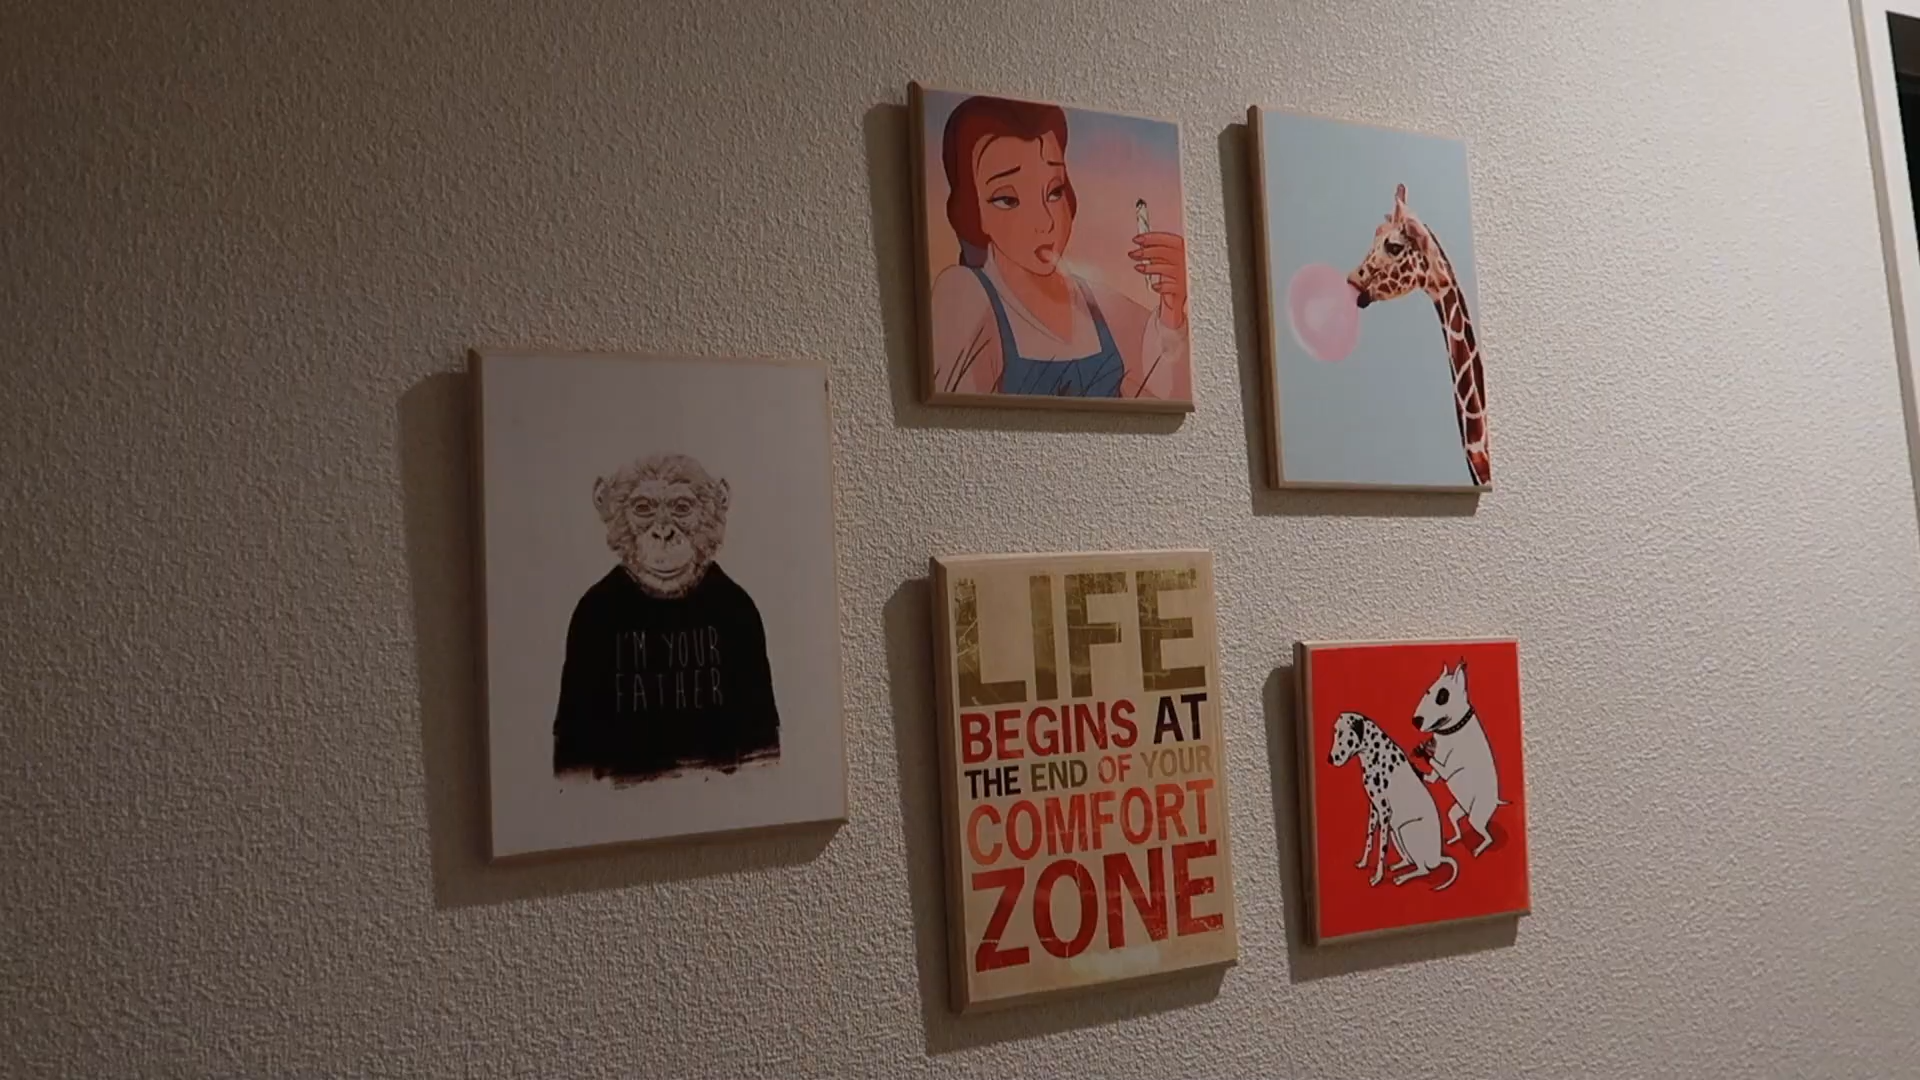 I'M YOUR
FATHER
LIFE
BEGINS AT
THE END OF YOUR
COMFORT
ZONE